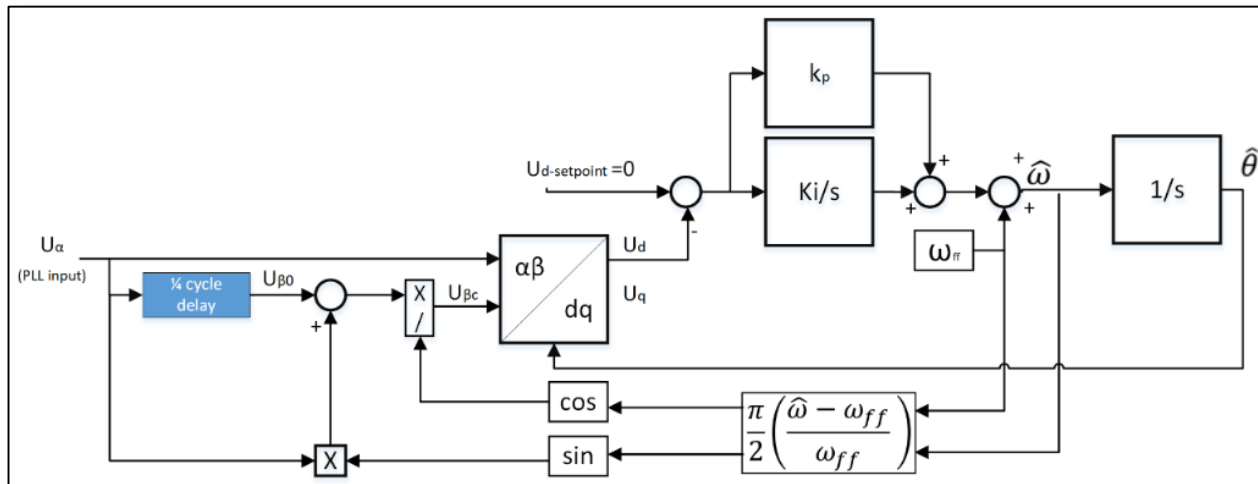 kp
U d-setpoint =0
Ki/s
+
+
+
+
ω̂
1/s
θ̂
ωff
-
Uα
(PLL input)
¼ cycle
delay
Uβ0
+
X
/
Uβc
αβ
dq
Ud
Uq
cos
sin
X
π/2 ( (ω̂ − ωff) / ωff )